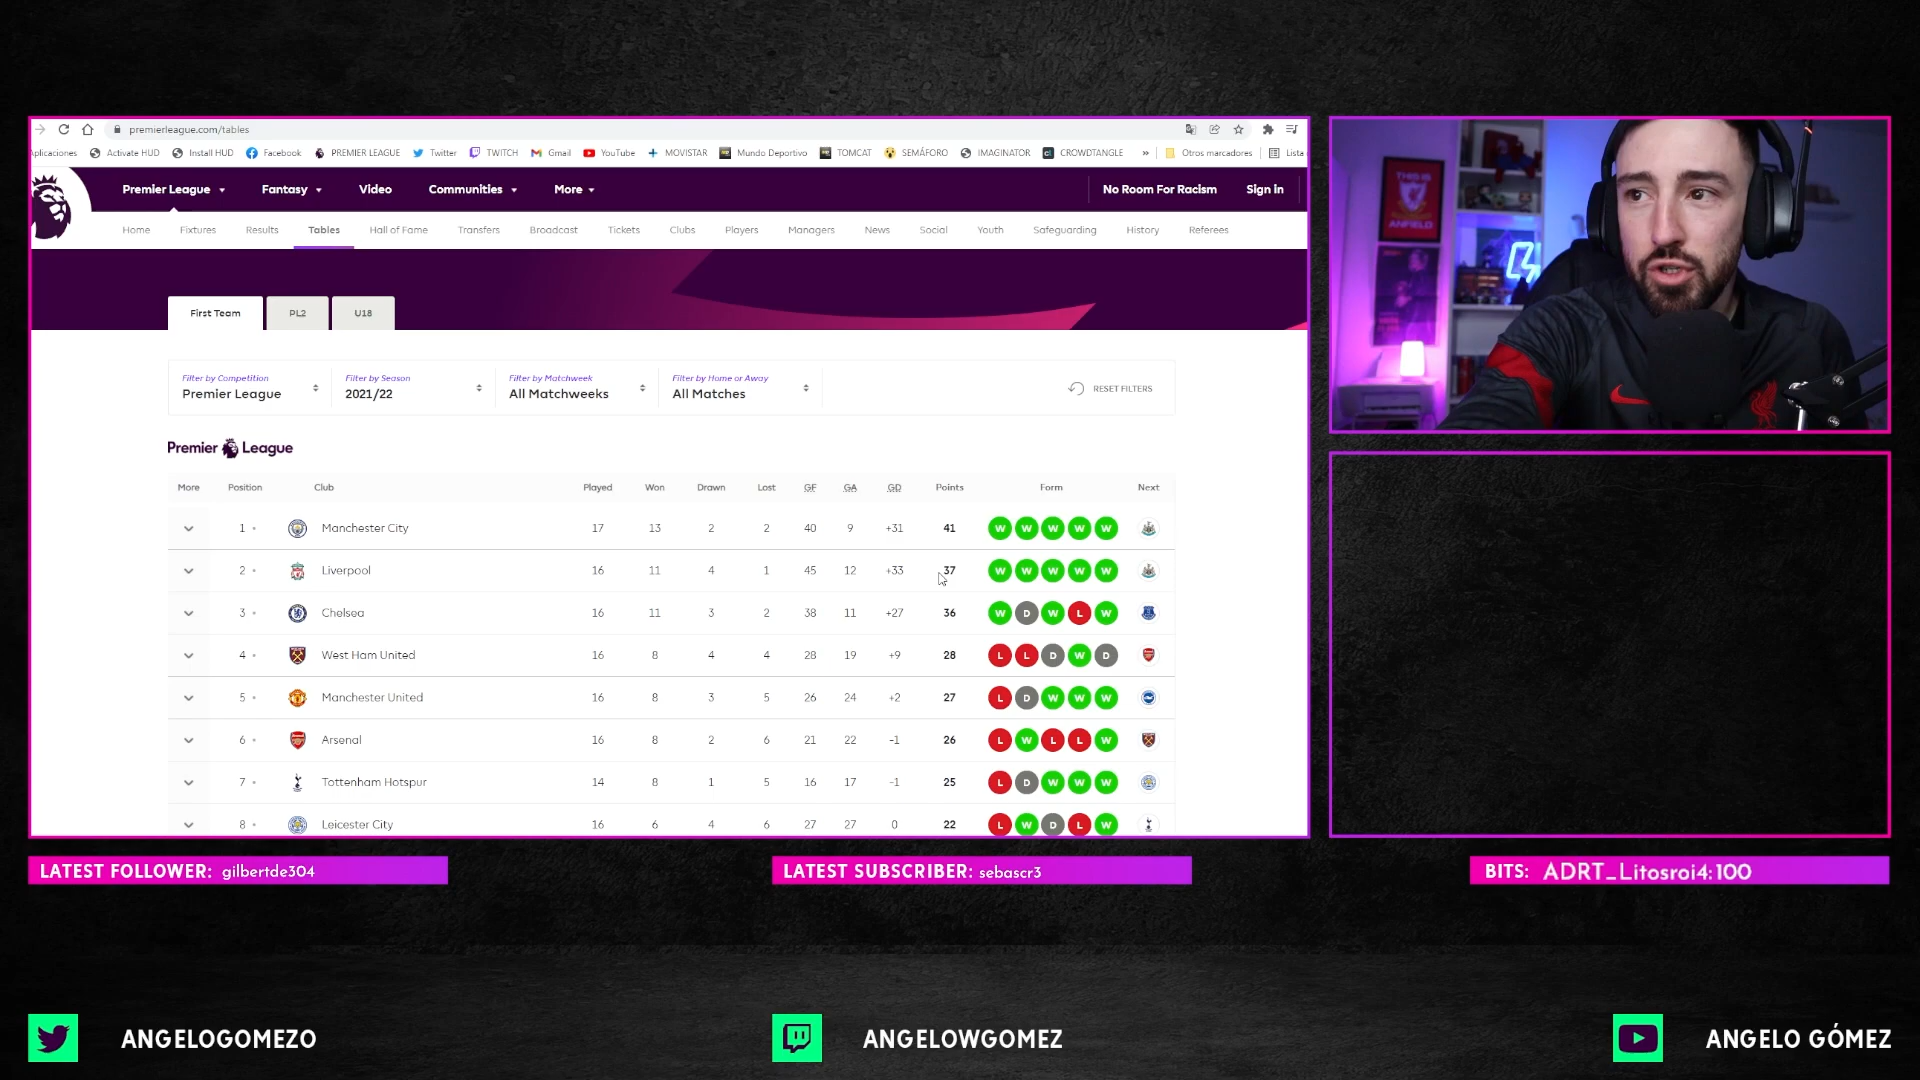 premierleague.com/tables
Aplicaciones Activate HUD Install HUD Facebook PREMIER LEAGUE Twitter TWITCH Gmail YouTube MOVISTAR Mundo Deportivo TOMCAT SEMÁFORO IMAGINATOR CROWDTANGLE » Otros marcadores Lista
Premier League Fantasy Video Communities More No Room For Racism Sign in
Home Fixtures Results Tables Hall of Fame Transfers Broadcast Tickets Clubs Players Managers News Social Youth Safeguarding History Referees
First Team PL2 U18
Filter by Competition Filter by Season Filter by Matchweek Filter by Home or Away
Premier League 2021/22 All Matchweeks All Matches RESET FILTERS
Premier League
More Position Club Played Won Drawn Lost GF GA GD Points Form Next
1 Manchester City 17 13 2 2 40 9 +31 41 W W W W W
2 Liverpool 16 11 4 1 45 12 +33 37 W W W W W
3 Chelsea 16 11 3 2 38 11 +27 36 W D W L W
4 West Ham United 16 8 4 4 28 19 +9 28 L L D W D
5 Manchester United 16 8 3 5 26 24 +2 27 L D W W W
6 Arsenal 16 8 2 6 21 22 -1 26 L W L L W
7 Tottenham Hotspur 14 8 1 5 16 17 -1 25 L D W W W
8 Leicester City 16 6 4 6 27 27 0 22 L W D L W
THIS IS
ANFIELD
LATEST FOLLOWER: gilbertde304
LATEST SUBSCRIBER: sebascr3
BITS: ADRT_Litosroi4: 100
ANGELOGOMEZO
ANGELOWGOMEZ
ANGELO GÓMEZ